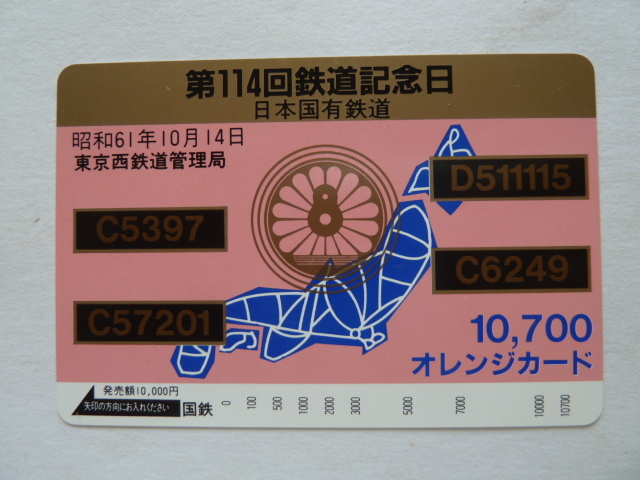 第114回鉄道記念日
日本国有鉄道
昭和61年10月14日
東京西鉄道管理局
D511115
C5397
C6249
C57201
10,700
オレンジカード
発売額10,000円
矢印の方向にお入れください
国鉄
0 100 500 1000 2000 3000 5000 7000 10000 10700